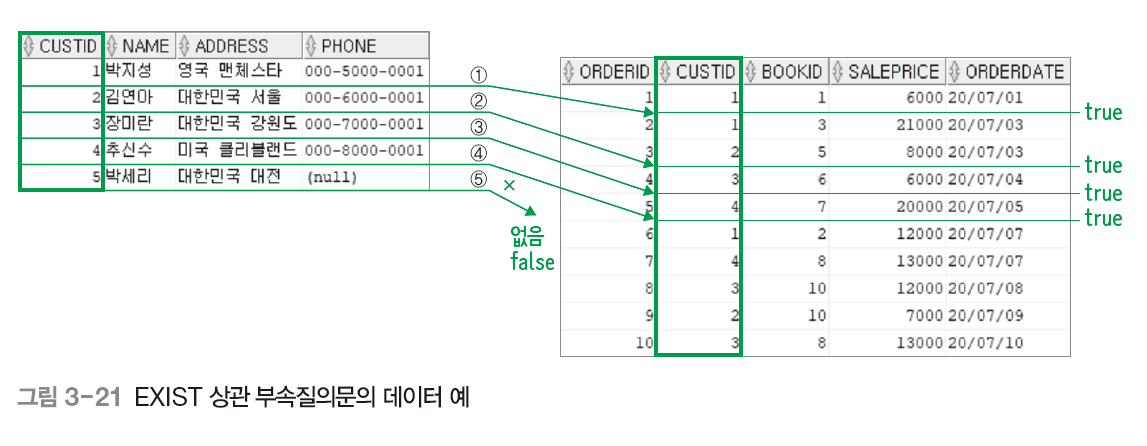 CUSTID NAME ADDRESS PHONE
1 박지성 영국 맨체스타 000-5000-0001
2 김연아 대한민국 서울 000-6000-0001
3 장미란 대한민국 강원도 000-7000-0001
4 추신수 미국 클리블랜드 000-8000-0001
5 박세리 대한민국 대전 (null)
①
②
③
④
⑤ ×
없음
false
ORDERID CUSTID BOOKID SALEPRICE ORDERDATE
1 1 1 6000 20/07/01
2 1 3 21000 20/07/03
3 2 5 8000 20/07/03
4 3 6 6000 20/07/04
5 4 7 20000 20/07/05
6 1 2 12000 20/07/07
7 4 8 13000 20/07/07
8 3 10 12000 20/07/08
9 2 10 7000 20/07/09
10 3 8 13000 20/07/10
true
true
true
true
그림 3-21 EXIST 상관 부속질의문의 데이터 예